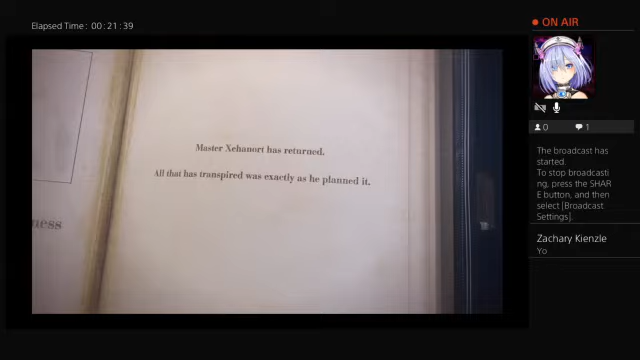 Elapsed Time : 00:21:39
ON AIR
0
1
Master Xehanort has returned.
All that has transpired was exactly as he planned it.
ness
The broadcast has
started.
To stop broadcasti
ng, press the SHAR
E button, and then
select [Broadcast
Settings].
Zachary Kienzle
Yo